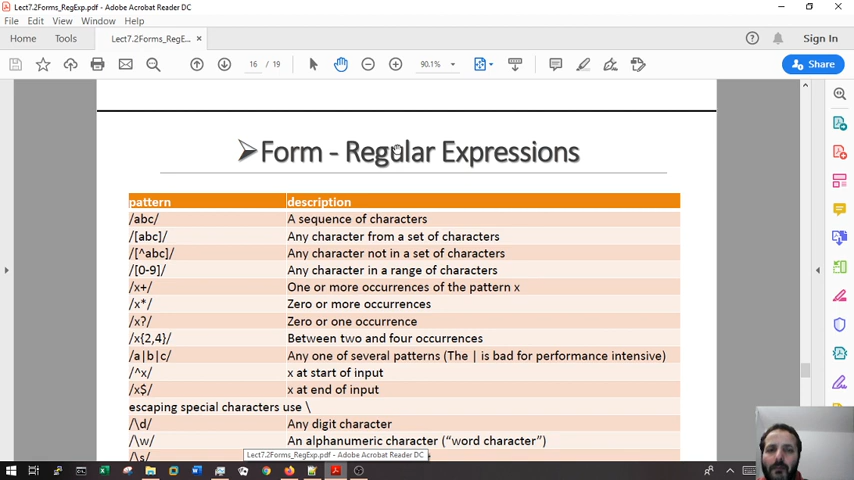 Lect7.2Forms_RegExp.pdf - Adobe Acrobat Reader DC
File Edit View Window Help
Home Tools Lect7.2Forms_RegE... × Sign In
16 / 19 90.1% Share
➢Form - Regular Expressions
pattern description
/abc/ A sequence of characters
/[abc]/ Any character from a set of characters
/[^abc]/ Any character not in a set of characters
/[0-9]/ Any character in a range of characters
/x+/ One or more occurrences of the pattern x
/x*/ Zero or more occurrences
/x?/ Zero or one occurrence
/x{2,4}/ Between two and four occurrences
/a|b|c/ Any one of several patterns (The | is bad for performance intensive)
/^x/ x at start of input
/x$/ x at end of input
escaping special characters use \
/\d/ Any digit character
/\w/ An alphanumeric character (“word character”)
/\s/
Lect7.2Forms_RegExp.pdf - Adobe Acrobat Reader DC